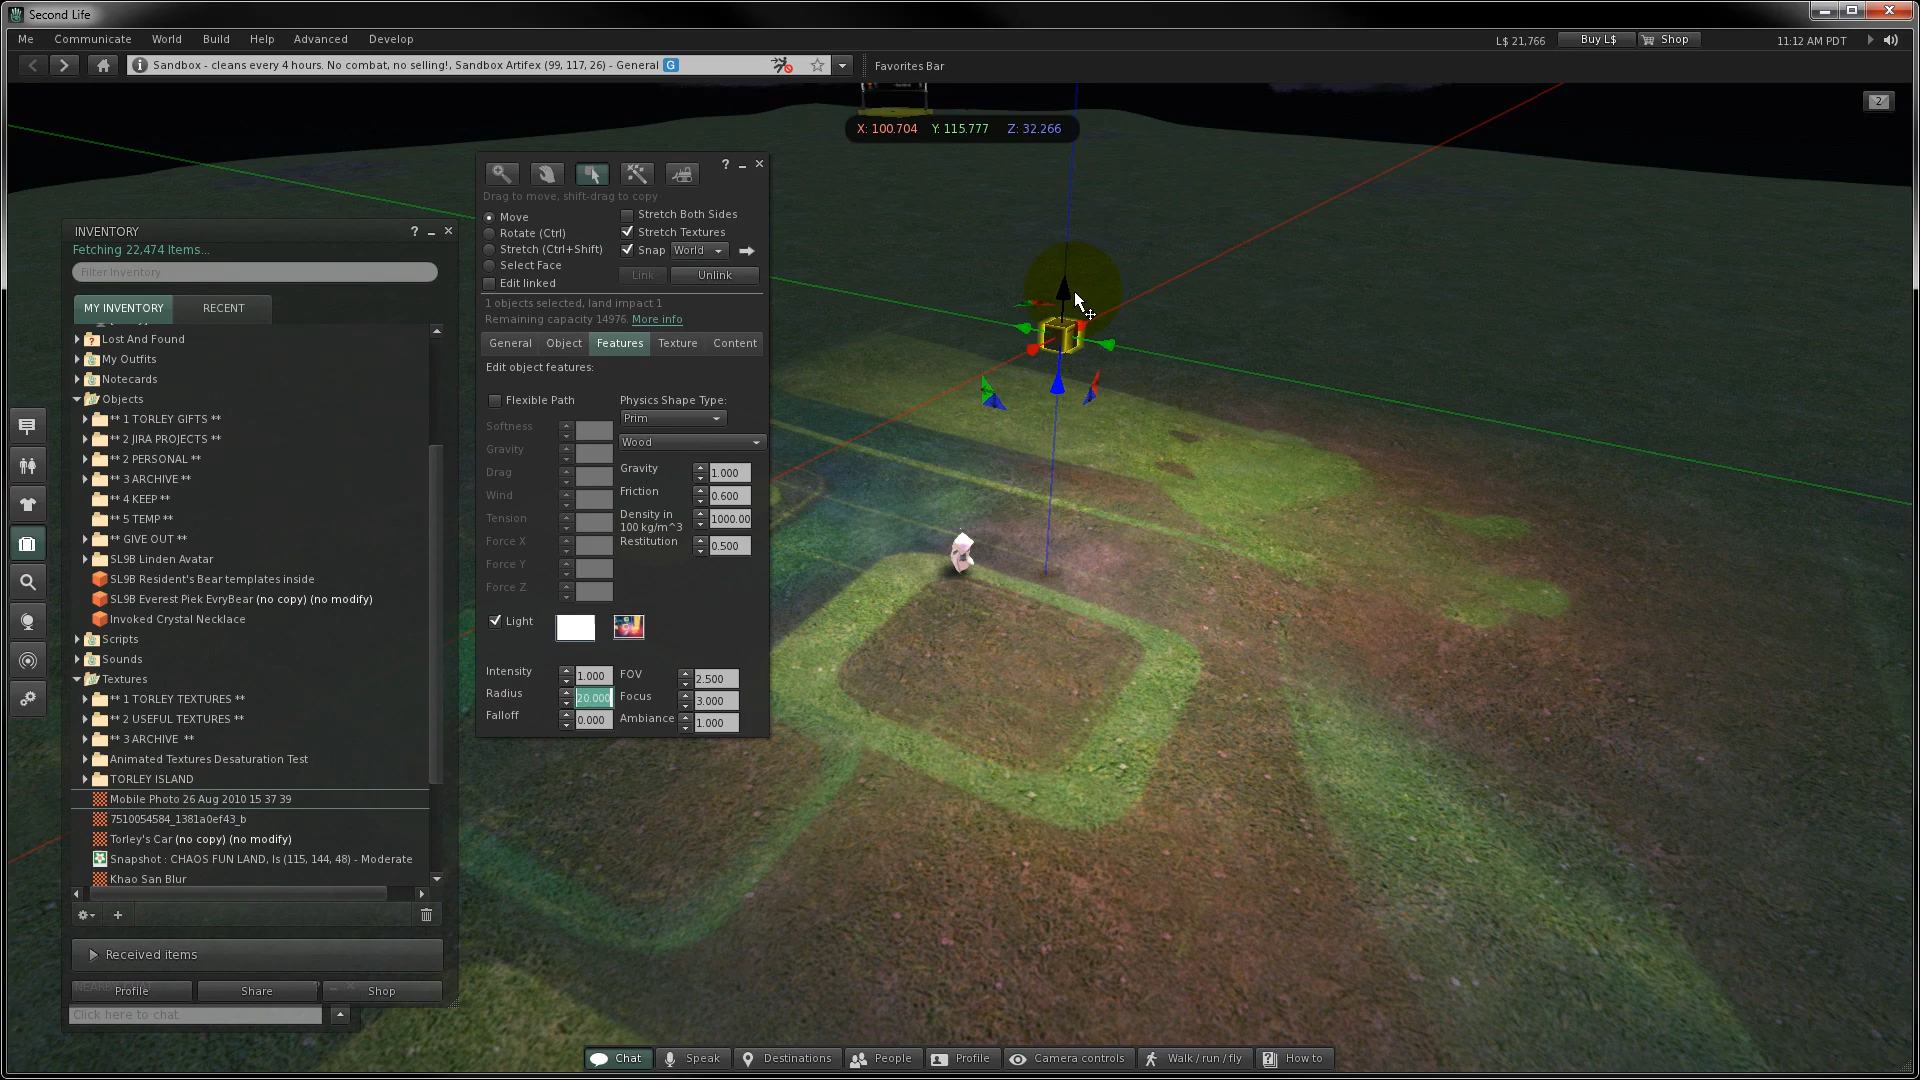 Second Life
Me Communicate World Build Help Advanced Develop
L$ 21,766 Buy L$ Shop 11:12 AM PDT
Sandbox - cleans every 4 hours. No combat, no selling!, Sandbox Artifex (99, 117, 26) - General G
Favorites Bar
2
X: 100.704 Y: 115.777 Z: 32.266
INVENTORY ?
Fetching 22,474 Items...
Filter Inventory
MY INVENTORY RECENT
Lost And Found
My Outfits
Notecards
Objects
** 1 TORLEY GIFTS **
** 2 JIRA PROJECTS **
** 2 PERSONAL **
** 3 ARCHIVE **
** 4 KEEP **
** 5 TEMP **
** GIVE OUT **
SL9B Linden Avatar
SL9B Resident's Bear templates inside
SL9B Everest Piek EvryBear (no copy) (no modify)
Invoked Crystal Necklace
Scripts
Sounds
Textures
** 1 TORLEY TEXTURES **
** 2 USEFUL TEXTURES **
** 3 ARCHIVE **
Animated Textures Desaturation Test
TORLEY ISLAND
Mobile Photo 26 Aug 2010 15 37 39
7510054584_1381a0ef43_b
Torley's Car (no copy) (no modify)
Snapshot : CHAOS FUN LAND, Is (115, 144, 48) - Moderate
Khao San Blur
Received items
Profile Share Shop
Click here to chat
?
Drag to move, shift-drag to copy
Move
Rotate (Ctrl)
Stretch (Ctrl+Shift)
Select Face
Edit linked
Stretch Both Sides
Stretch Textures
Snap World
Link Unlink
1 objects selected, land impact 1
Remaining capacity 14976. More info
General Object Features Texture Content
Edit object features:
Flexible Path
Softness
Gravity
Drag
Wind
Tension
Force X
Force Y
Force Z
Physics Shape Type:
Prim
Wood
Gravity 1.000
Friction 0.600
Density in
100 kg/m^3 1000.00
Restitution 0.500
Light
Intensity 1.000 FOV 2.500
Radius 20.000 Focus 3.000
Falloff 0.000 Ambiance 1.000
Chat Speak Destinations People Profile Camera controls Walk / run / fly How to